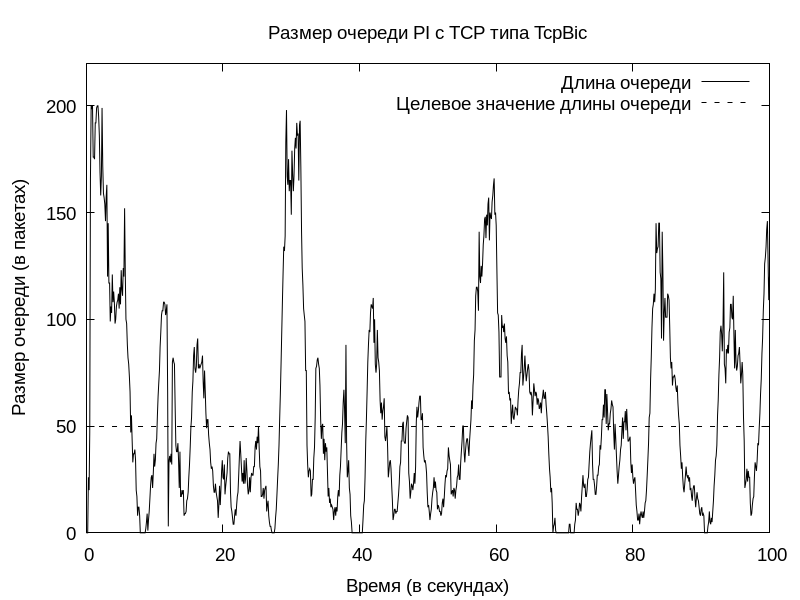 Размер очереди PI с TCP типа TcpBic
Длина очереди
Целевое значение длины очереди
Размер очереди (в пакетах)
200
150
100
50
0
0 20 40 60 80 100
Время (в секундах)